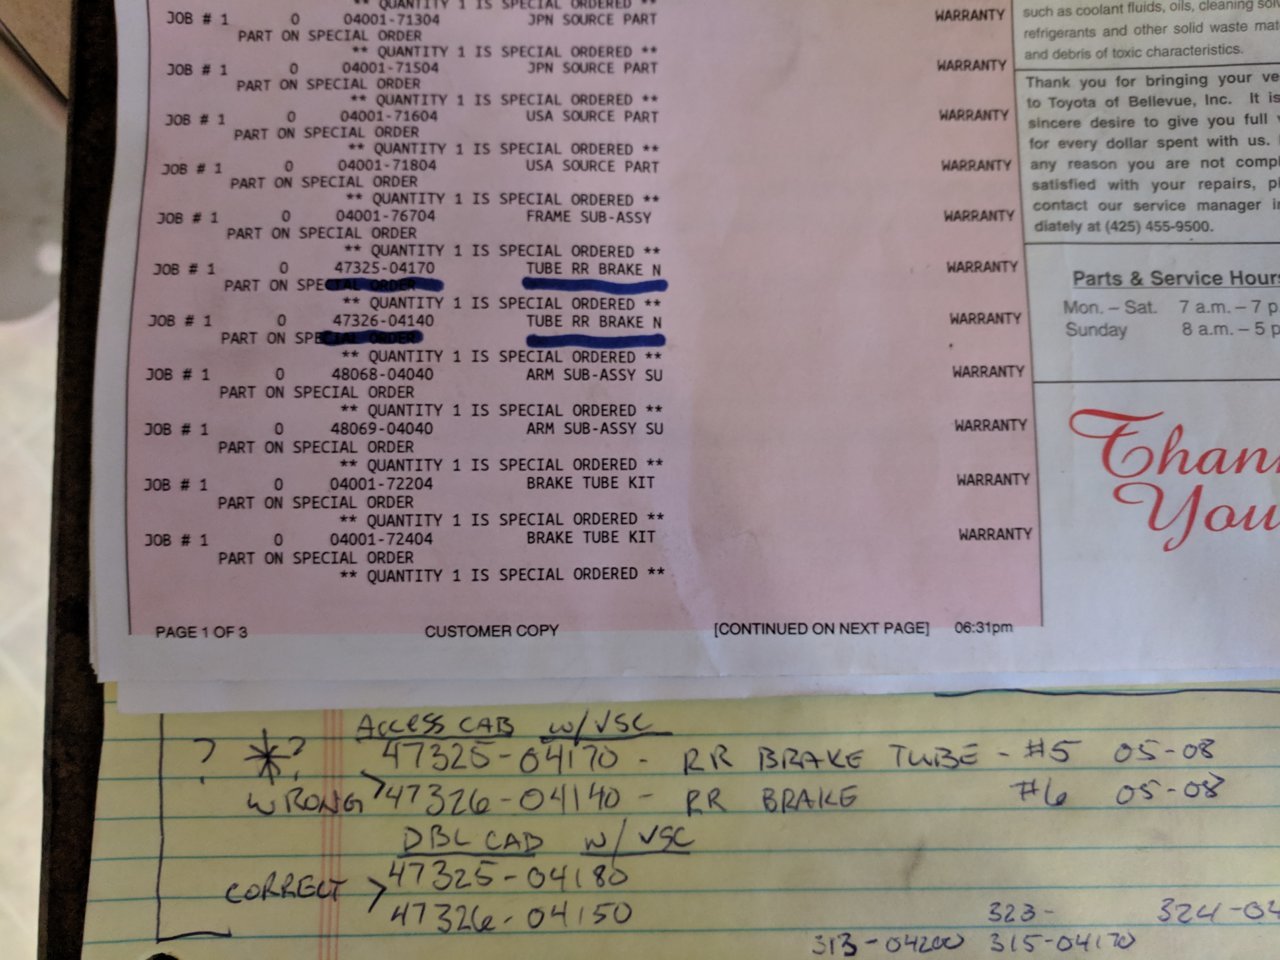 ** QUANTITY 1 IS SPECIAL ORDERED **
JOB # 1 0 04001-71304 JPN SOURCE PART WARRANTY
PART ON SPECIAL ORDER
** QUANTITY 1 IS SPECIAL ORDERED **
JOB # 1 0 04001-71504 JPN SOURCE PART WARRANTY
PART ON SPECIAL ORDER
** QUANTITY 1 IS SPECIAL ORDERED **
JOB # 1 0 04001-71604 USA SOURCE PART WARRANTY
PART ON SPECIAL ORDER
** QUANTITY 1 IS SPECIAL ORDERED **
JOB # 1 0 04001-71804 USA SOURCE PART WARRANTY
PART ON SPECIAL ORDER
** QUANTITY 1 IS SPECIAL ORDERED **
JOB # 1 0 04001-76704 FRAME SUB-ASSY WARRANTY
PART ON SPECIAL ORDER
** QUANTITY 1 IS SPECIAL ORDERED **
JOB # 1 0 47325-04170 TUBE RR BRAKE N WARRANTY
PART ON SPECIAL ORDER
** QUANTITY 1 IS SPECIAL ORDERED **
JOB # 1 0 47326-04140 TUBE RR BRAKE N WARRANTY
PART ON SPECIAL ORDER
** QUANTITY 1 IS SPECIAL ORDERED **
JOB # 1 0 48068-04040 ARM SUB-ASSY SU WARRANTY
PART ON SPECIAL ORDER
** QUANTITY 1 IS SPECIAL ORDERED **
JOB # 1 0 48069-04040 ARM SUB-ASSY SU WARRANTY
PART ON SPECIAL ORDER
** QUANTITY 1 IS SPECIAL ORDERED **
JOB # 1 0 04001-72204 BRAKE TUBE KIT WARRANTY
PART ON SPECIAL ORDER
** QUANTITY 1 IS SPECIAL ORDERED **
JOB # 1 0 04001-72404 BRAKE TUBE KIT WARRANTY
PART ON SPECIAL ORDER
** QUANTITY 1 IS SPECIAL ORDERED **
PAGE 1 OF 3 CUSTOMER COPY [CONTINUED ON NEXT PAGE] 06:31pm
such as coolant fluids, oils, cleaning
refrigerants and other solid waste
and debris of toxic characteristics.
Thank you for bringing your
to Toyota of Bellevue, Inc. It is
sincere desire to give you full
for every dollar spent with us.
any reason you are not
satisfied with your repairs,
contact our service manager
diately at (425) 455-9500.
Parts & Service Hours
Mon. – Sat. 7 a.m. – 7
Sunday 8 a.m. – 5
Thank
You
ACCESS CAB W/VSC
? * ? 47325-04170 - RR BRAKE TUBE - #5 05-08
WRONG > 47326-04140 - RR BRAKE #6 05-08
DBL CAB W/ VSC
CORRECT > 47325-04180
47326-04150
323- 324-04
313-04200 315-04170